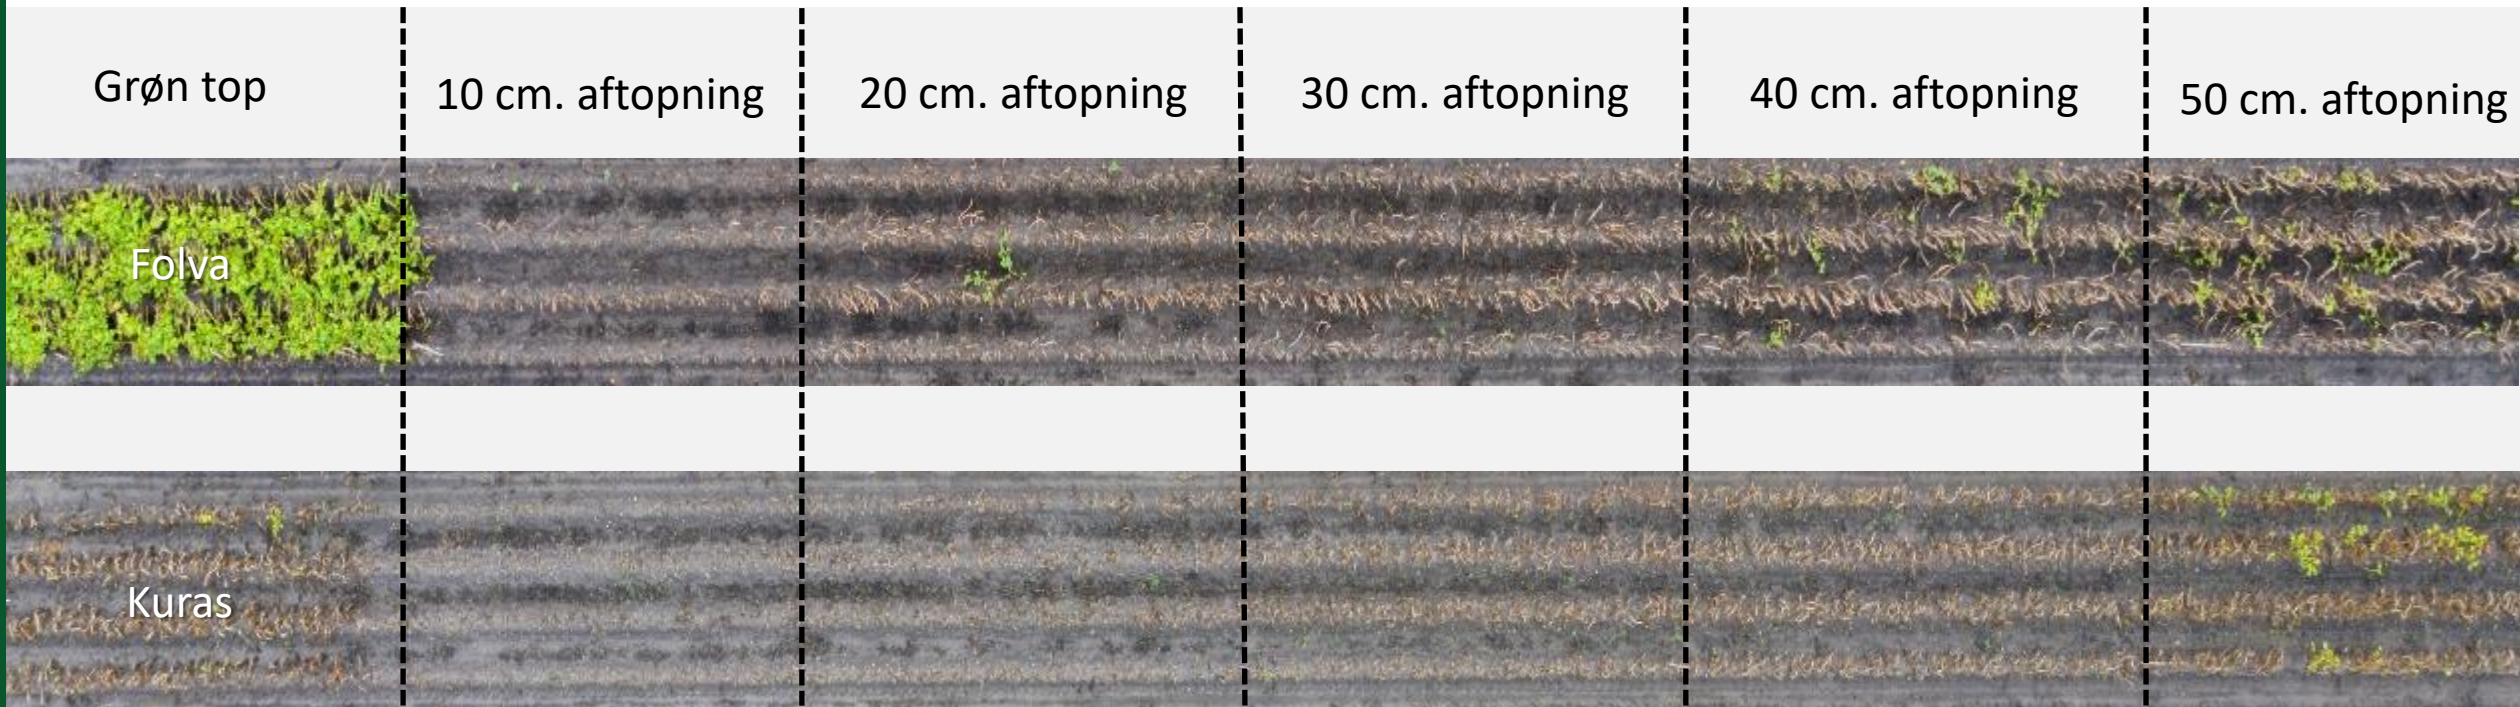 Grøn top
10 cm. aftopning
20 cm. aftopning
30 cm. aftopning
40 cm. aftopning
50 cm. aftopning
Folva
Kuras